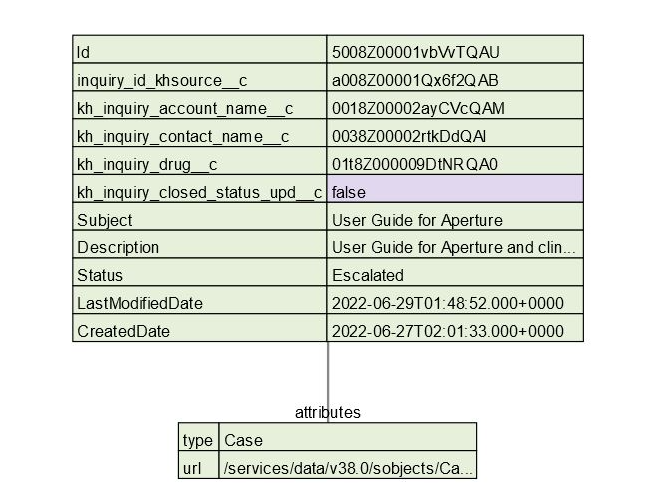 Id 5008Z00001vbVvTQAU
inquiry_id_khsource__c a008Z00001Qx6f2QAB
kh_inquiry_account_name__c 0018Z00002ayCVcQAM
kh_inquiry_contact_name__c 0038Z00002rtkDdQAI
kh_inquiry_drug__c 01t8Z000009DtNRQA0
kh_inquiry_closed_status_upd__c false
Subject User Guide for Aperture
Description User Guide for Aperture and clin...
Status Escalated
LastModifiedDate 2022-06-29T01:48:52.000+0000
CreatedDate 2022-06-27T02:01:33.000+0000
attributes
type Case
url /services/data/v38.0/sobjects/Ca...